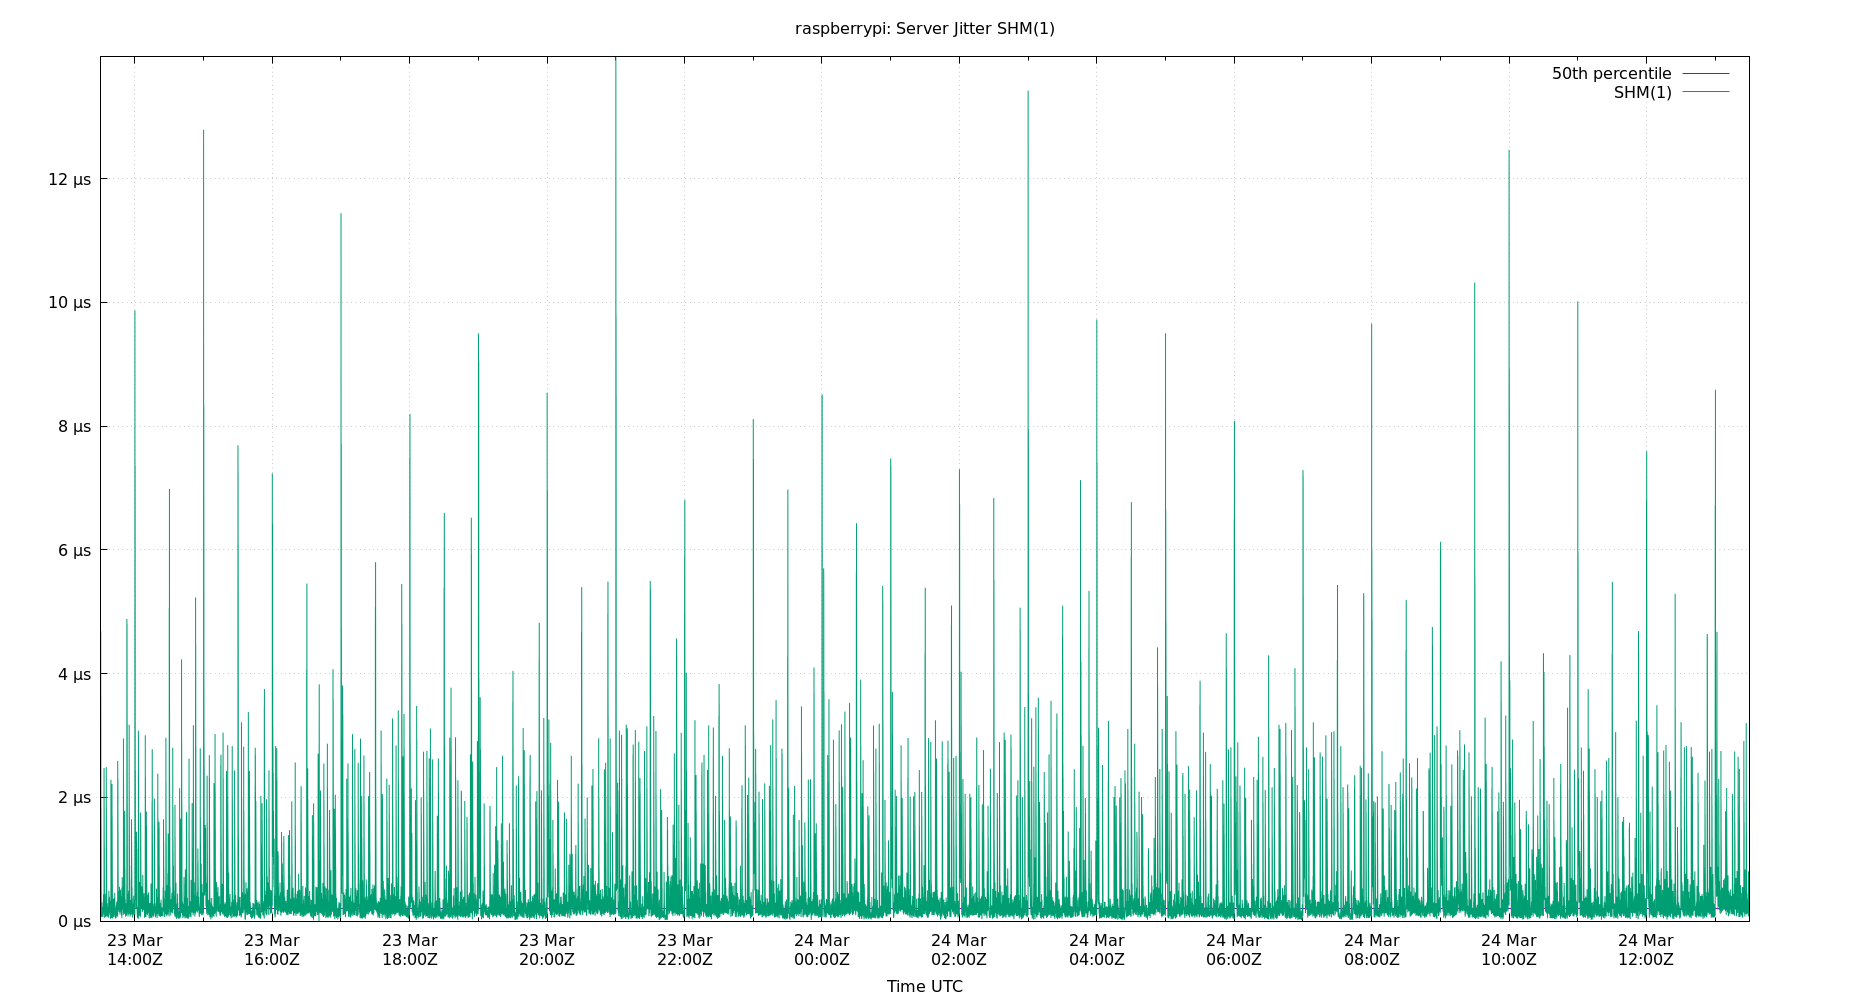 raspberrypi: Server Jitter SHM(1)
50th percentile
SHM(1)
12 µs
10 µs
8 µs
6 µs
4 µs
2 µs
0 µs
23 Mar 23 Mar 23 Mar 23 Mar 23 Mar 24 Mar 24 Mar 24 Mar 24 Mar 24 Mar 24 Mar 24 Mar
14:00Z 16:00Z 18:00Z 20:00Z 22:00Z 00:00Z 02:00Z 04:00Z 06:00Z 08:00Z 10:00Z 12:00Z
Time UTC